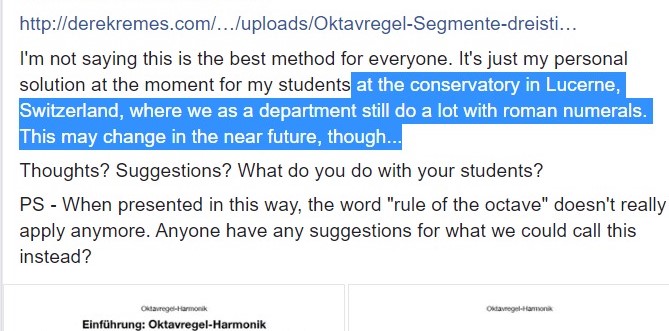 http://derekremes.com/…/uploads/Oktavregel-Segmente-dreisti…
I'm not saying this is the best method for everyone. It's just my personal
solution at the moment for my students at the conservatory in Lucerne,
Switzerland, where we as a department still do a lot with roman numerals.
This may change in the near future, though...
Thoughts? Suggestions? What do you do with your students?
PS - When presented in this way, the word "rule of the octave" doesn't really
apply anymore. Anyone have any suggestions for what we could call this
instead?
Oktavregel-Harmonik
Einführung: Oktavregel-Harmonik
Oktavregel-Harmonik